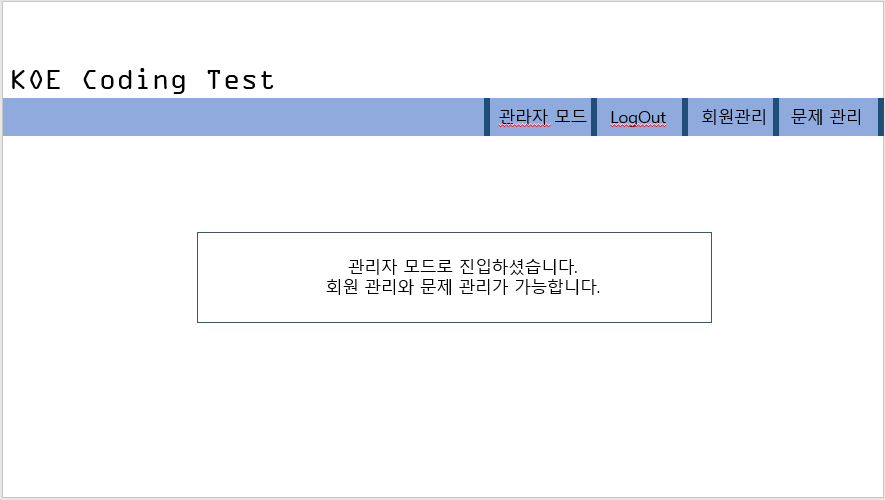 KOE Coding Test
관라자 모드 LogOut 회원관리 문제 관리
관리자 모드로 진입하셨습니다.
회원 관리와 문제 관리가 가능합니다.